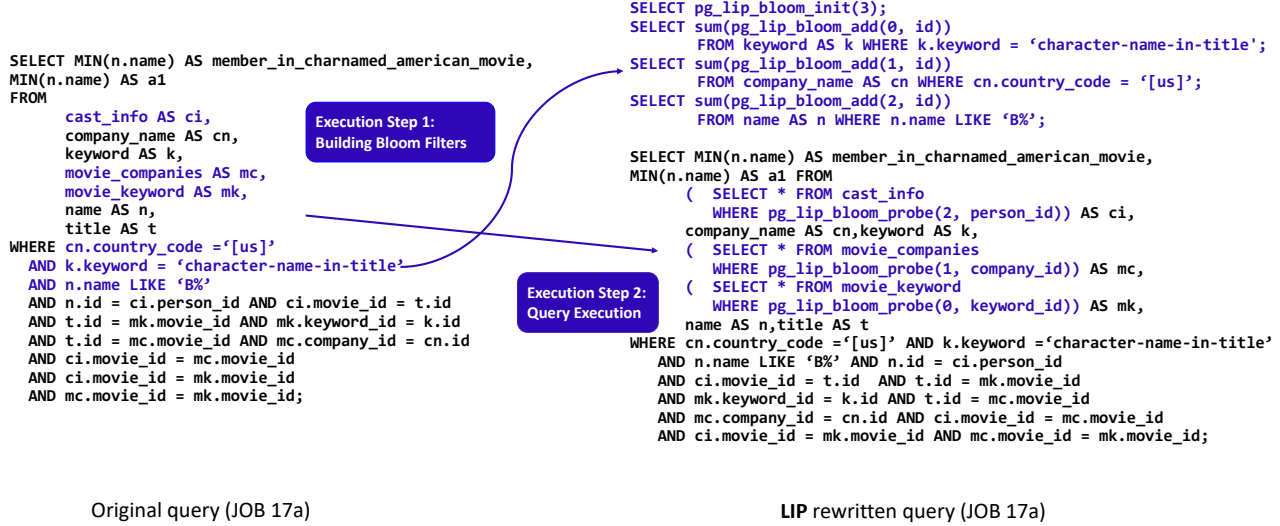 SELECT MIN(n.name) AS member_in_charnamed_american_movie,
MIN(n.name) AS a1
FROM
cast_info AS ci,
company_name AS cn,
keyword AS k,
movie_companies AS mc,
movie_keyword AS mk,
name AS n,
title AS t
WHERE cn.country_code =‘[us]’
AND k.keyword = ‘character-name-in-title’
AND n.name LIKE ‘B%’
AND n.id = ci.person_id AND ci.movie_id = t.id
AND t.id = mk.movie_id AND mk.keyword_id = k.id
AND t.id = mc.movie_id AND mc.company_id = cn.id
AND ci.movie_id = mc.movie_id
AND ci.movie_id = mk.movie_id
AND mc.movie_id = mk.movie_id;
Original query (JOB 17a)
Execution Step 1:
Building Bloom Filters
Execution Step 2:
Query Execution
SELECT pg_lip_bloom_init(3);
SELECT sum(pg_lip_bloom_add(0, id))
FROM keyword AS k WHERE k.keyword = ‘character-name-in-title';
SELECT sum(pg_lip_bloom_add(1, id))
FROM company_name AS cn WHERE cn.country_code = ‘[us]’;
SELECT sum(pg_lip_bloom_add(2, id))
FROM name AS n WHERE n.name LIKE ‘B%’;
SELECT MIN(n.name) AS member_in_charnamed_american_movie,
MIN(n.name) AS a1 FROM
( SELECT * FROM cast_info
WHERE pg_lip_bloom_probe(2, person_id)) AS ci,
company_name AS cn,keyword AS k,
( SELECT * FROM movie_companies
WHERE pg_lip_bloom_probe(1, company_id)) AS mc,
( SELECT * FROM movie_keyword
WHERE pg_lip_bloom_probe(0, keyword_id)) AS mk,
name AS n,title AS t
WHERE cn.country_code =‘[us]’ AND k.keyword =‘character-name-in-title’
AND n.name LIKE ‘B%’ AND n.id = ci.person_id
AND ci.movie_id = t.id AND t.id = mk.movie_id
AND mk.keyword_id = k.id AND t.id = mc.movie_id
AND mc.company_id = cn.id AND ci.movie_id = mc.movie_id
AND ci.movie_id = mk.movie_id AND mc.movie_id = mk.movie_id;
LIP rewritten query (JOB 17a)